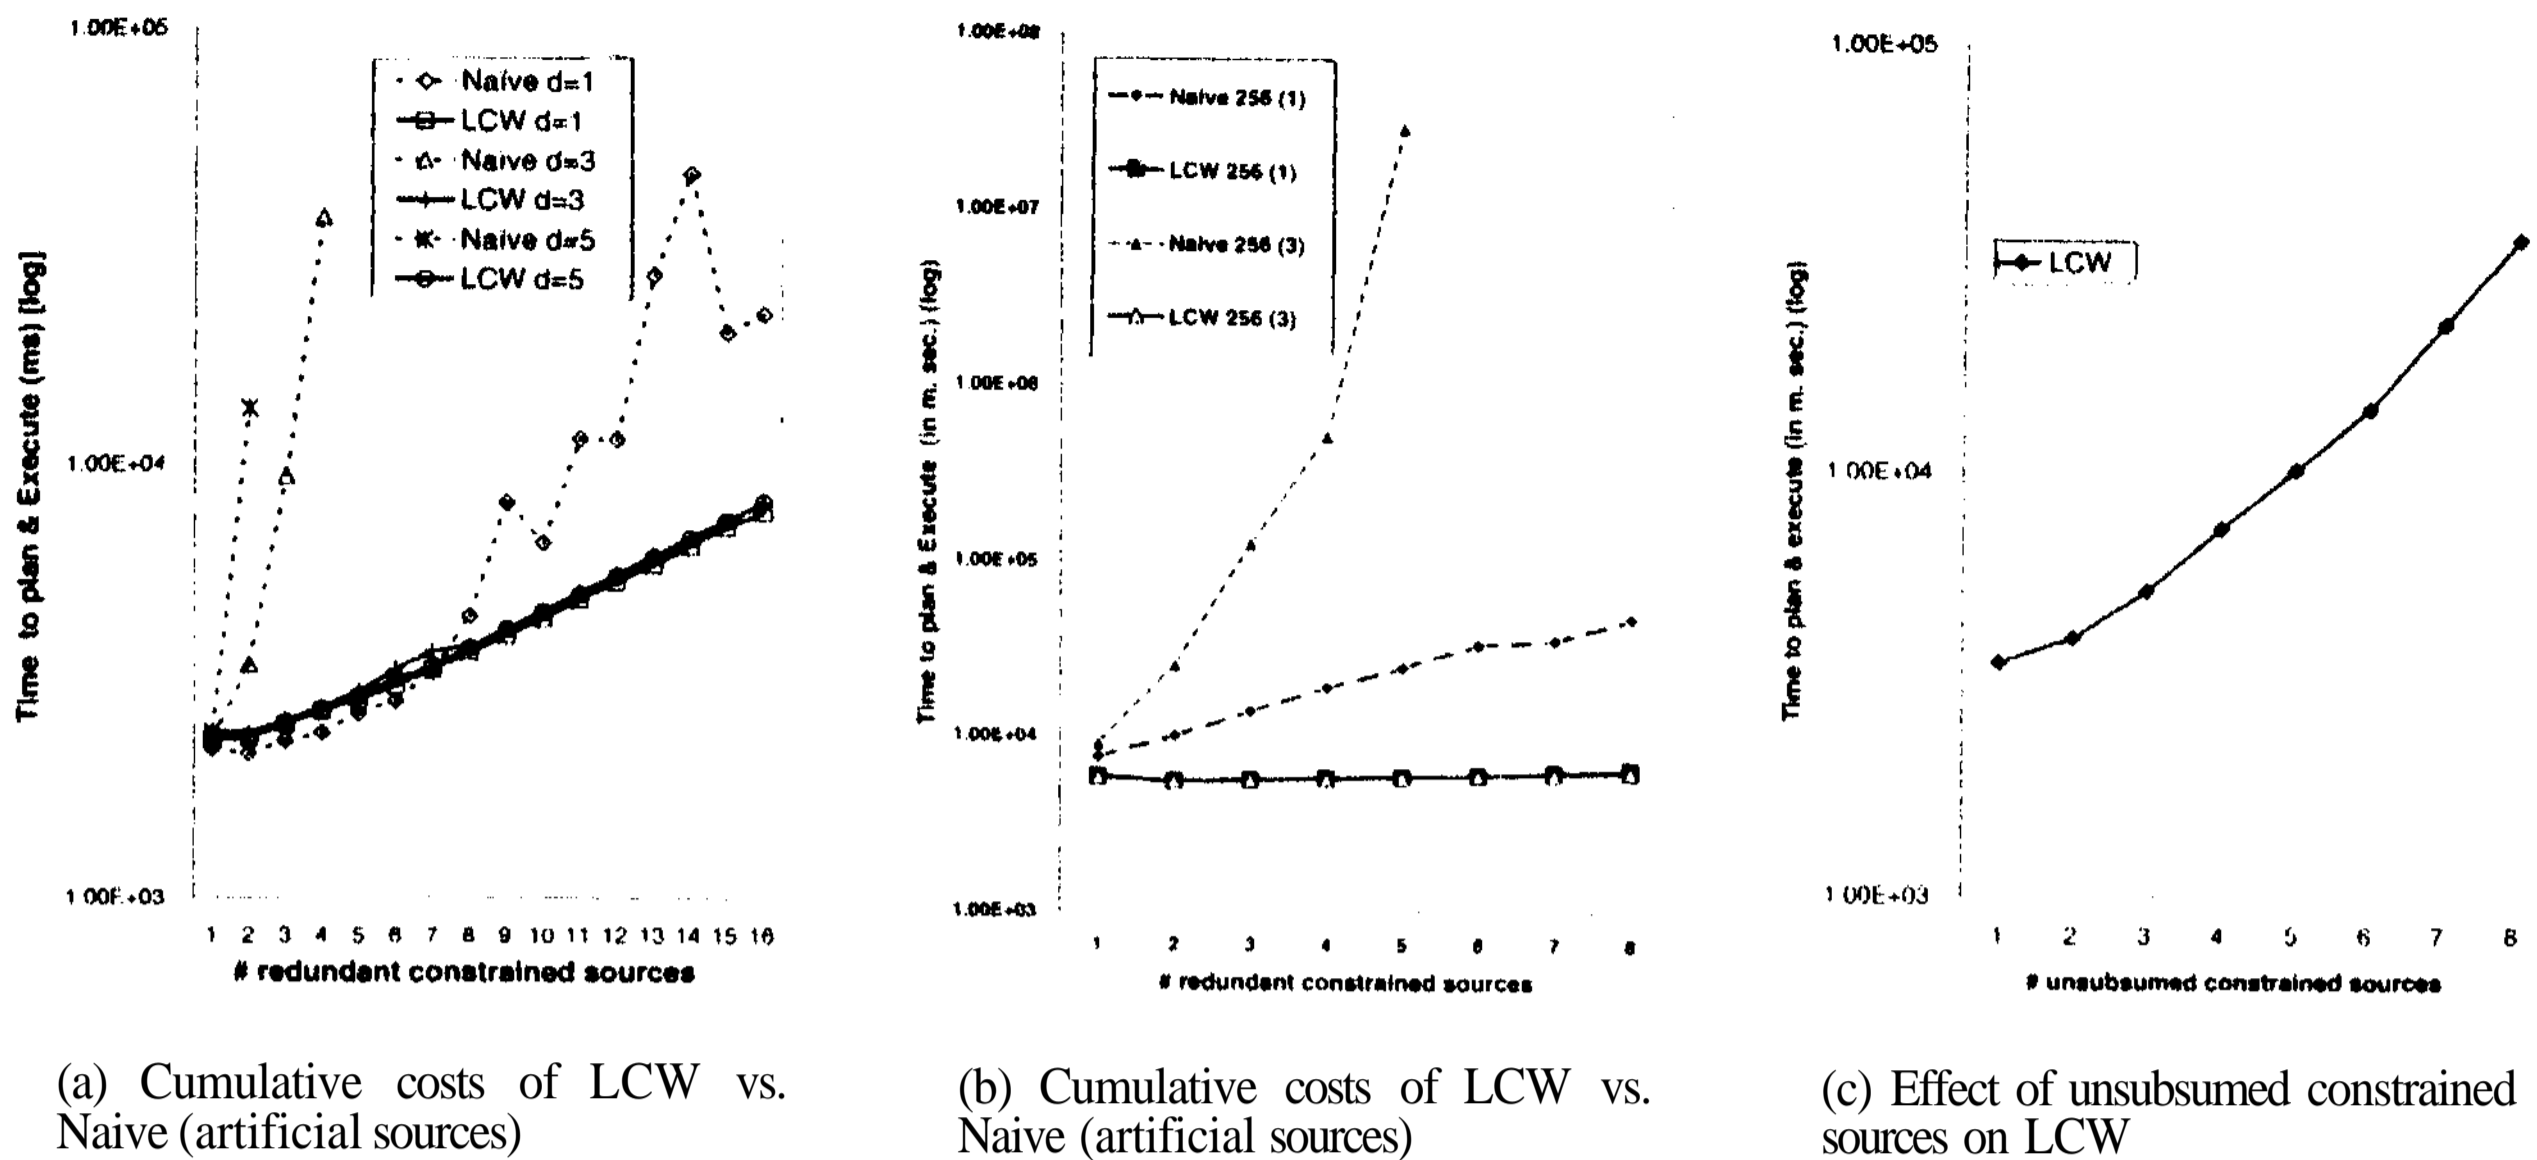 1.00E+05
1.00E+04
1.00E+03
Time to plan & Execute (ms) [log]
Naive d=1
LCW d=1
Naive d=3
LCW d=3
Naive d=5
LCW d=5
1 2 3 4 5 6 7 8 9 10 11 12 13 14 15 16
# redundant constrained sources
(a) Cumulative costs of LCW vs.
Naive (artificial sources)
1.00E+08
1.00E+07
1.00E+06
1.00E+05
1.00E+04
1.00E+03
Time to plan & Execute (in m. sec.) (log)
Naive 256 (1)
LCW 256 (1)
Naive 256 (3)
LCW 256 (3)
1 2 3 4 5 6 7 8
# redundant constrained sources
(b) Cumulative costs of LCW vs.
Naive (artificial sources)
1.00E+05
1.00E+04
1.00E+03
Time to plan & execute (in m. sec.) (log)
LCW
1 2 3 4 5 6 7 8
# unsubsumed constrained sources
(c) Effect of unsubsumed constrained
sources on LCW